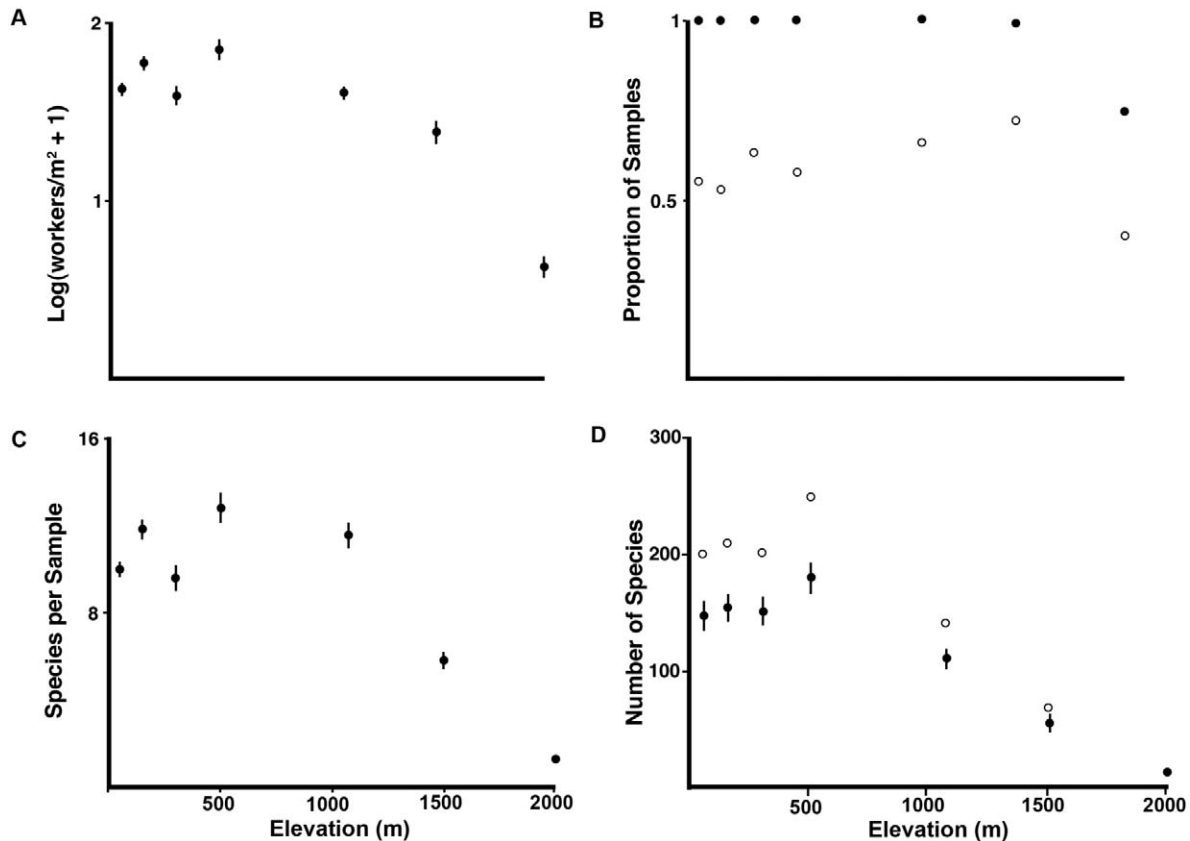 A
2
1
Log(workers/m² + 1)
B
1
0.5
Proportion of Samples
C
16
8
Species per Sample
500
1000
1500
2000
Elevation (m)
D
300
200
100
Number of Species
500
1000
1500
2000
Elevation (m)